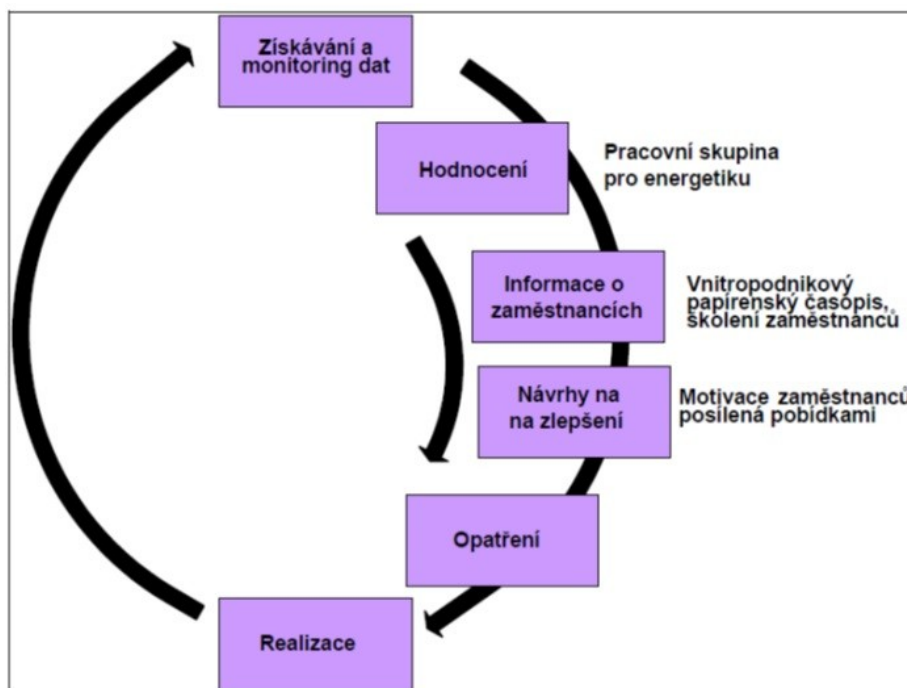 Získávání a
monitoring dat
Hodnocení
Pracovní skupina
pro energetiku
Informace o
zaměstnancích
Vnitropodnikový
papírenský časopis,
školení zaměstnanců
Návrhy na
na zlepšení
Motivace zaměstnanců
posílená pobídkami
Opatření
Realizace